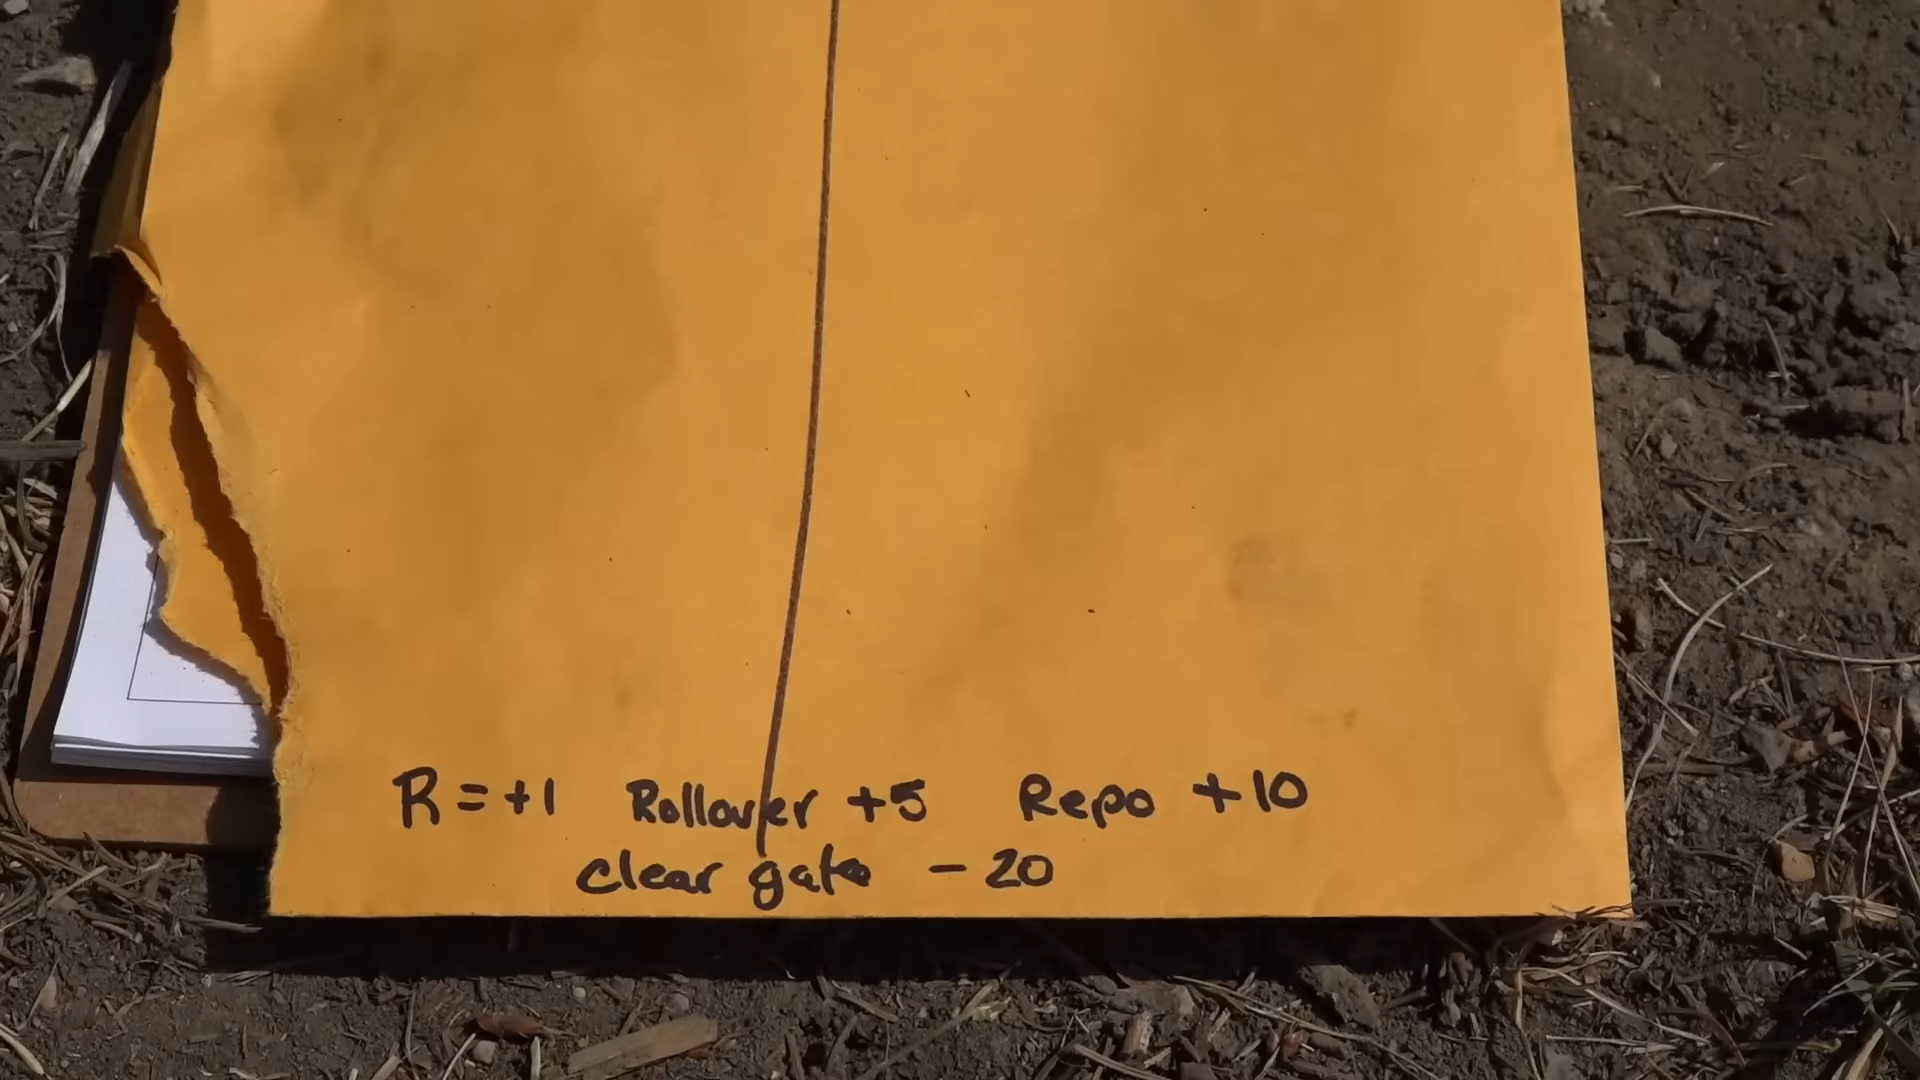 R = +1 Rollover +5 Repo +10
clear gate - 20